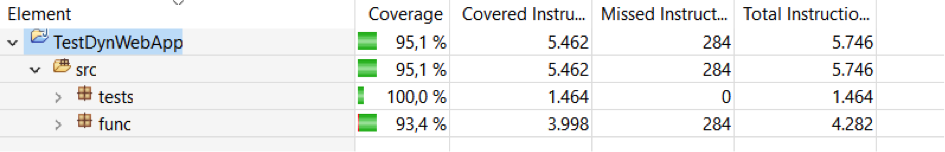 Element Coverage Covered Instru... Missed Instruct... Total Instructio...
TestDynWebApp 95,1 % 5.462 284 5.746
src 95,1 % 5.462 284 5.746
tests 100,0 % 1.464 0 1.464
func 93,4 % 3.998 284 4.282